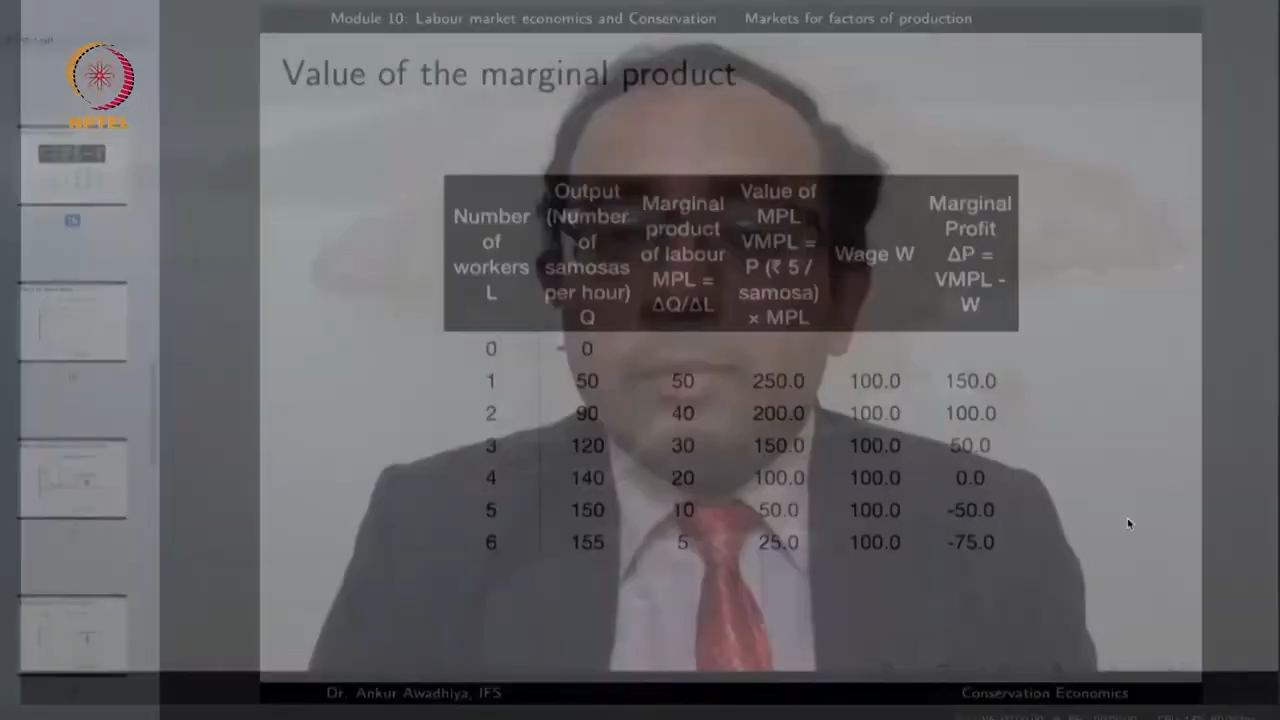 Module 10: Labour market economics and Conservation Markets for factors of production
NPTEL
Value of the marginal product
Number of workers L Output (Number of samosas per hour) Q Marginal product of labour MPL = ΔQ/ΔL Value of MPL VMPL = P (₹ 5 / samosa) × MPL Wage W Marginal Profit ΔP = VMPL - W
0 0
1 50 50 250.0 100.0 150.0
2 90 40 200.0 100.0 100.0
3 120 30 150.0 100.0 50.0
4 140 20 100.0 100.0 0.0
5 150 10 50.0 100.0 -50.0
6 155 5 25.0 100.0 -75.0
Dr. Ankur Awadhiya, IFS Conservation Economics